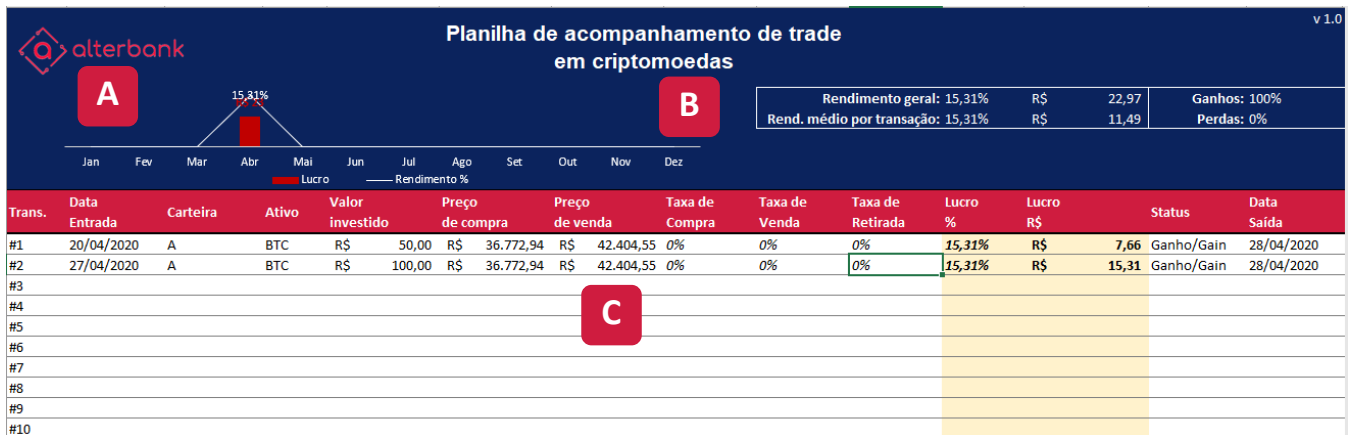 v 1.0
alterbank
Planilha de acompanhamento de trade
em criptomoedas
A
B
15,31%
Rendimento geral: 15,31% R$ 22,97 Ganhos: 100%
Rend. médio por transação: 15,31% R$ 11,49 Perdas: 0%
Jan Fev Mar Abr Mai Jun Jul Ago Set Out Nov Dez
Lucro Rendimento %
Trans. Data Entrada Carteira Ativo Valor investido Preço de compra Preço de venda Taxa de Compra Taxa de Venda Taxa de Retirada Lucro % Lucro R$ Status Data Saída
#1 20/04/2020 A BTC R$ 50,00 R$ 36.772,94 R$ 42.404,55 0% 0% 0% 15,31% R$ 7,66 Ganho/Gain 28/04/2020
#2 27/04/2020 A BTC R$ 100,00 R$ 36.772,94 R$ 42.404,55 0% 0% 0% 15,31% R$ 15,31 Ganho/Gain 28/04/2020
#3
C
#4
#5
#6
#7
#8
#9
#10